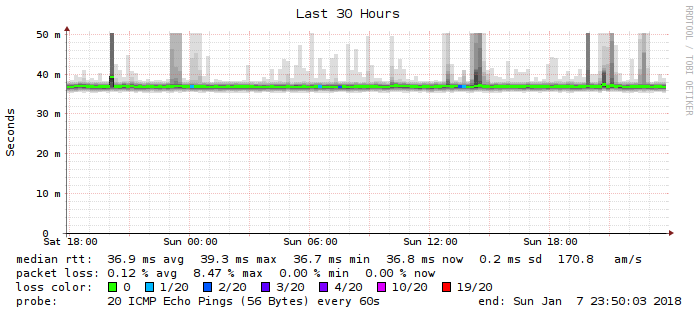 Last 30 Hours
RRDTOOL / TOBI OETIKER
50 m
40 m
30 m
20 m
10 m
0
Seconds
Sat 18:00 Sun 00:00 Sun 06:00 Sun 12:00 Sun 18:00
median rtt: 36.9 ms avg 39.3 ms max 36.7 ms min 36.8 ms now 0.2 ms sd 170.8 am/s
packet loss: 0.12 % avg 8.47 % max 0.00 % min 0.00 % now
loss color: 0 1/20 2/20 3/20 4/20 10/20 19/20
probe: 20 ICMP Echo Pings (56 Bytes) every 60s end: Sun Jan 7 23:50:03 2018